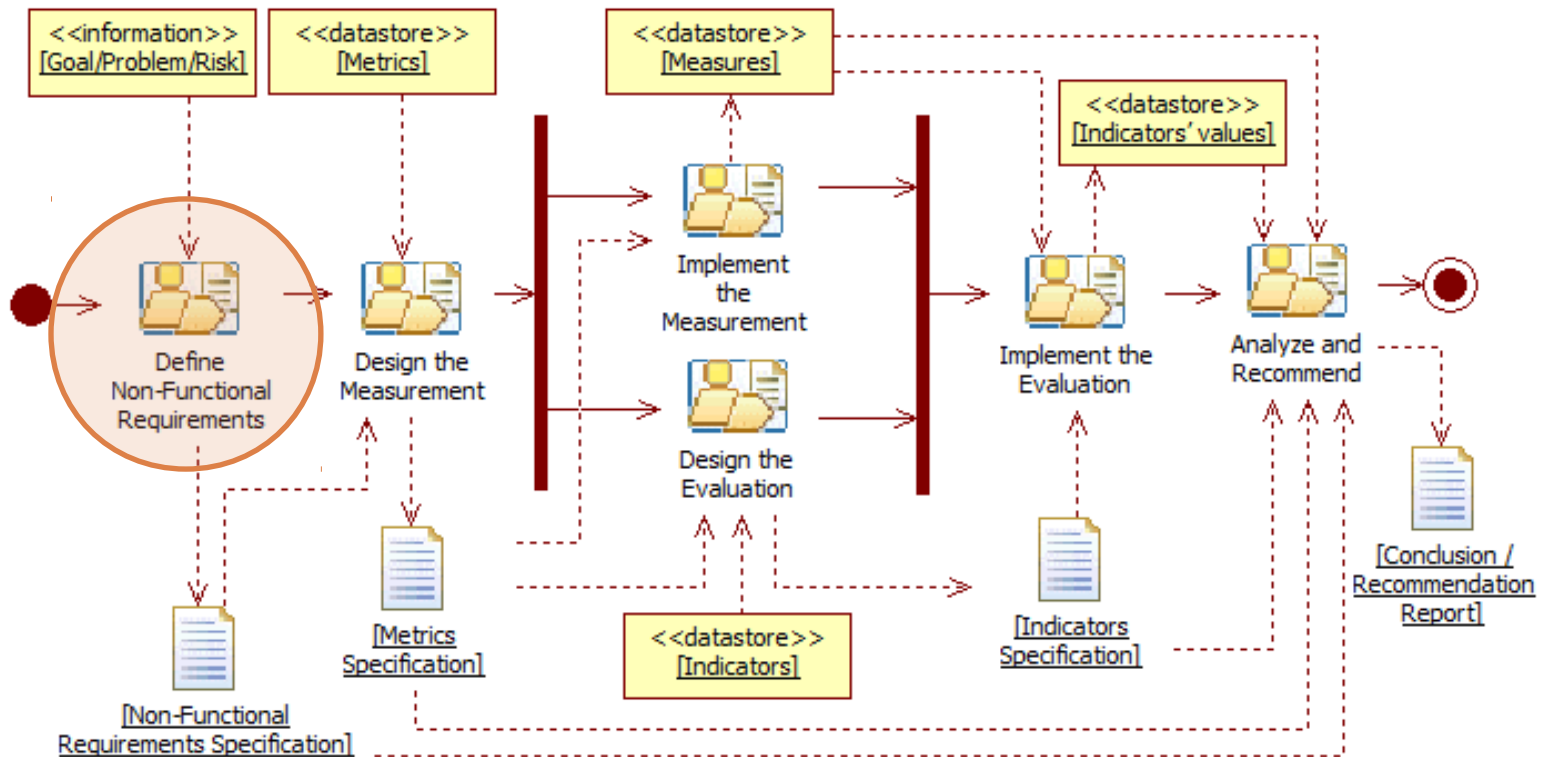 <<information>>
[Goal/Problem/Risk]
<<datastore>>
[Metrics]
<<datastore>>
[Measures]
<<datastore>>
[Indicators’ values]
Define
Non-Functional
Requirements
Design the
Measurement
Implement
the
Measurement
Design the
Evaluation
Implement the
Evaluation
Analyze and
Recommend
[Non-Functional
Requirements Specification]
[Metrics
Specification]
<<datastore>>
[Indicators]
[Indicators
Specification]
[Conclusion /
Recommendation
Report]